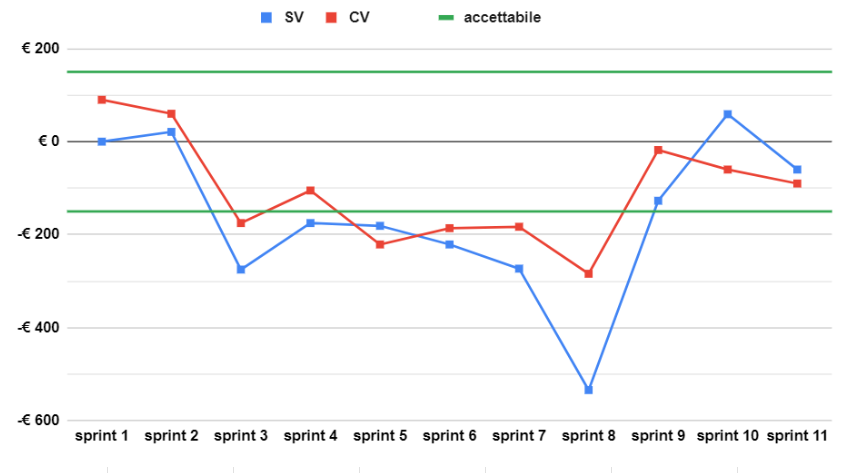 SV CV accettabile
€ 200
€ 0
-€ 200
-€ 400
-€ 600
sprint 1 sprint 2 sprint 3 sprint 4 sprint 5 sprint 6 sprint 7 sprint 8 sprint 9 sprint 10 sprint 11